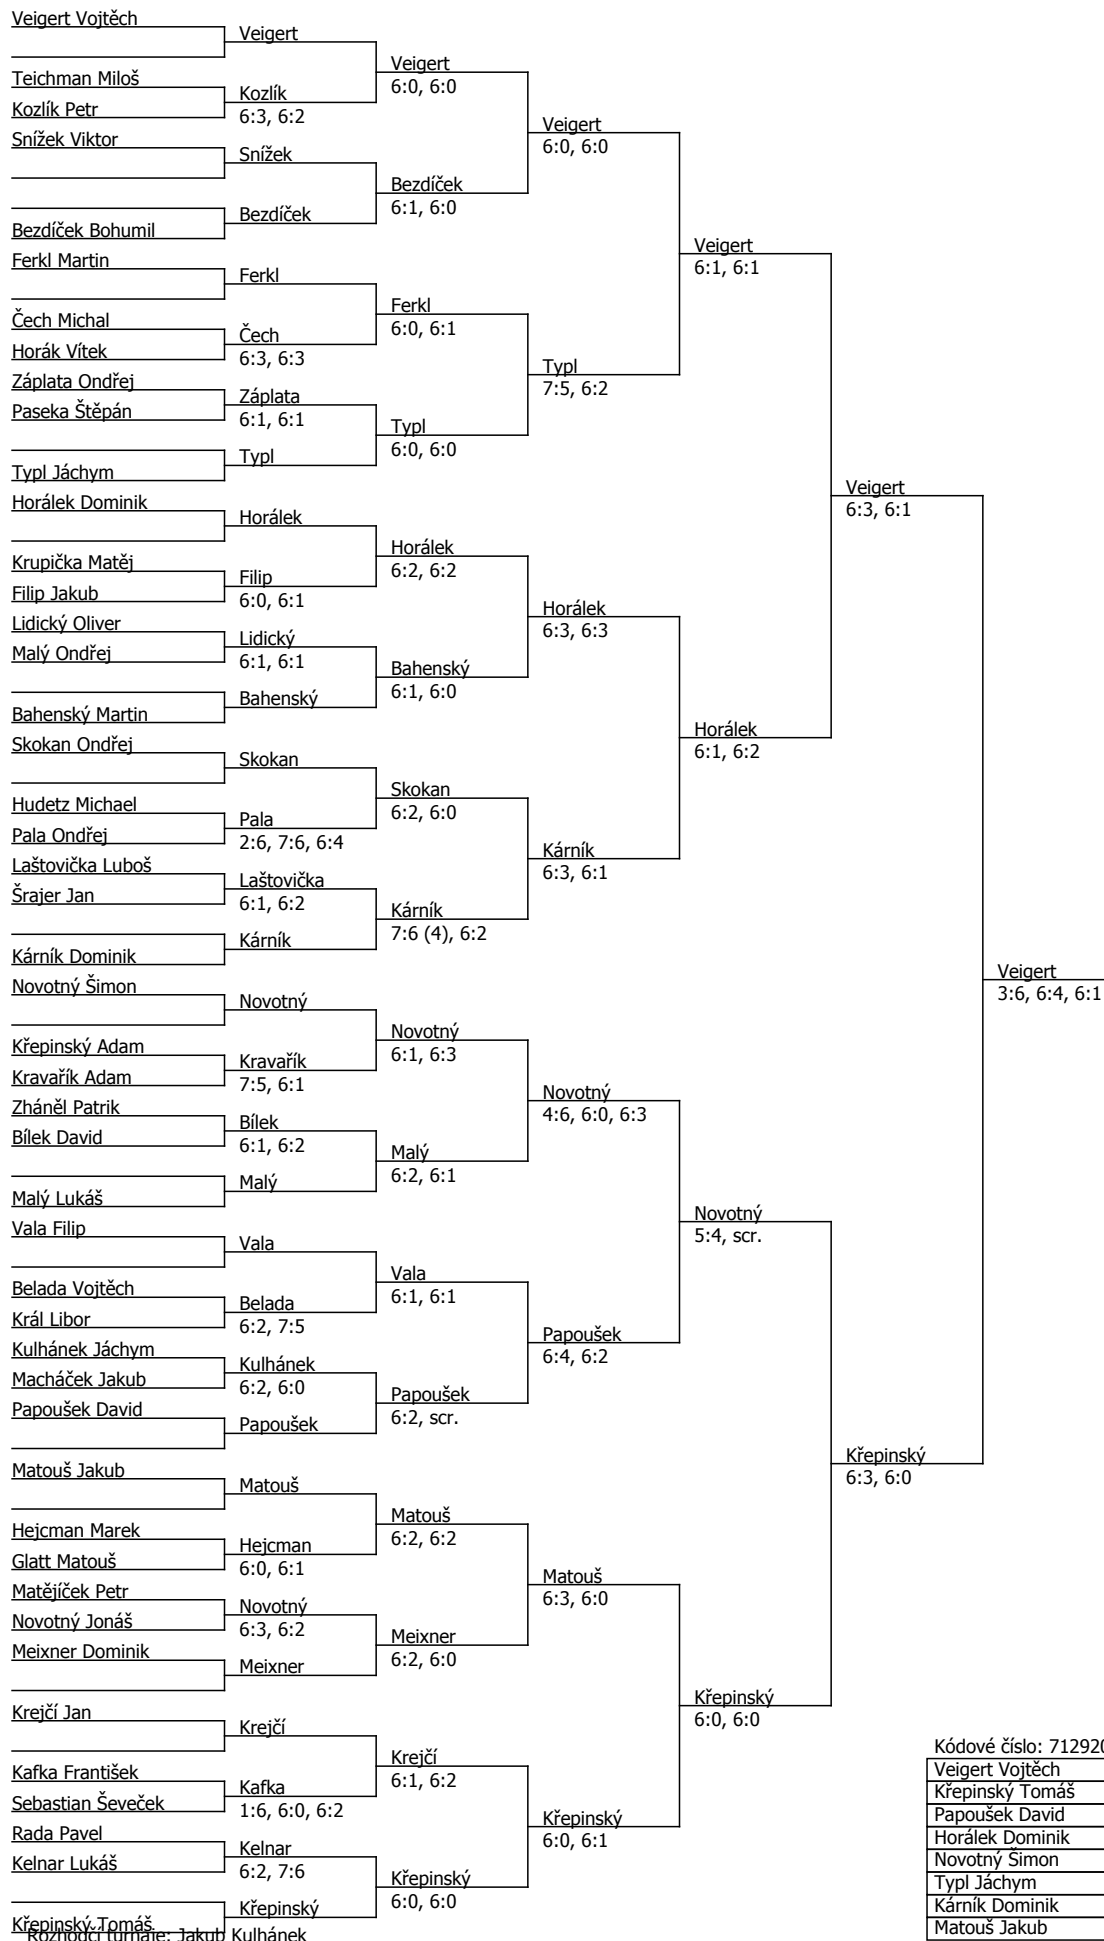 Veigert Vojtěch
Teichman Miloš
Kozlík Petr
Snížek Viktor
Bezdíček Bohumil
Ferkl Martin
Čech Michal
Horák Vítek
Záplata Ondřej
Paseka Štěpán
Typl Jáchym
Horálek Dominik
Krupička Matěj
Filip Jakub
Lidický Oliver
Malý Ondřej
Bahenský Martin
Skokan Ondřej
Hudetz Michael
Pala Ondřej
Laštovička Luboš
Šrajer Jan
Kárník Dominik
Novotný Šimon
Křepinský Adam
Kravařík Adam
Zháněl Patrik
Bílek David
Malý Lukáš
Vala Filip
Belada Vojtěch
Král Libor
Kulhánek Jáchym
Macháček Jakub
Papoušek David
Matouš Jakub
Hejcman Marek
Glatt Matouš
Matějíček Petr
Novotný Jonáš
Meixner Dominik
Krejčí Jan
Kafka František
Sebastian Ševeček
Rada Pavel
Kelnar Lukáš
Křepinský Tomáš
Rozhodčí turnaje: Jakub Kulhánek
Veigert
Kozlík
6:3, 6:2
Snížek
Bezdíček
Ferkl
Čech
6:3, 6:3
Záplata
6:1, 6:1
Typl
Horálek
Filip
6:0, 6:1
Lidický
6:1, 6:1
Bahenský
Skokan
Pala
2:6, 7:6, 6:4
Laštovička
6:1, 6:2
Kárník
Novotný
Kravařík
7:5, 6:1
Bílek
6:1, 6:2
Malý
Vala
Belada
6:2, 7:5
Kulhánek
6:2, 6:0
Papoušek
Matouš
Hejcman
6:0, 6:1
Novotný
6:3, 6:2
Meixner
Krejčí
Kafka
1:6, 6:0, 6:2
Kelnar
6:2, 7:6
Křepinský
Veigert
6:0, 6:0
Bezdíček
6:1, 6:0
Ferkl
6:0, 6:1
Typl
6:0, 6:0
Horálek
6:2, 6:2
Bahenský
6:1, 6:0
Skokan
6:2, 6:0
Kárník
7:6 (4), 6:2
Novotný
6:1, 6:3
Malý
6:2, 6:1
Vala
6:1, 6:1
Papoušek
6:2, scr.
Matouš
6:2, 6:2
Meixner
6:2, 6:0
Krejčí
6:1, 6:2
Křepinský
6:0, 6:0
Veigert
6:0, 6:0
Typl
7:5, 6:2
Horálek
6:3, 6:3
Kárník
6:3, 6:1
Novotný
4:6, 6:0, 6:3
Papoušek
6:4, 6:2
Matouš
6:3, 6:0
Křepinský
6:0, 6:1
Veigert
6:1, 6:1
Horálek
6:1, 6:2
Novotný
5:4, scr.
Křepinský
6:0, 6:0
Veigert
6:3, 6:1
Křepinský
6:3, 6:0
Veigert
3:6, 6:4, 6:1
Kódové číslo: 71292
Veigert Vojtěch
Křepinský Tomáš
Papoušek David
Horálek Dominik
Novotný Šimon
Typl Jáchym
Kárník Dominik
Matouš Jakub